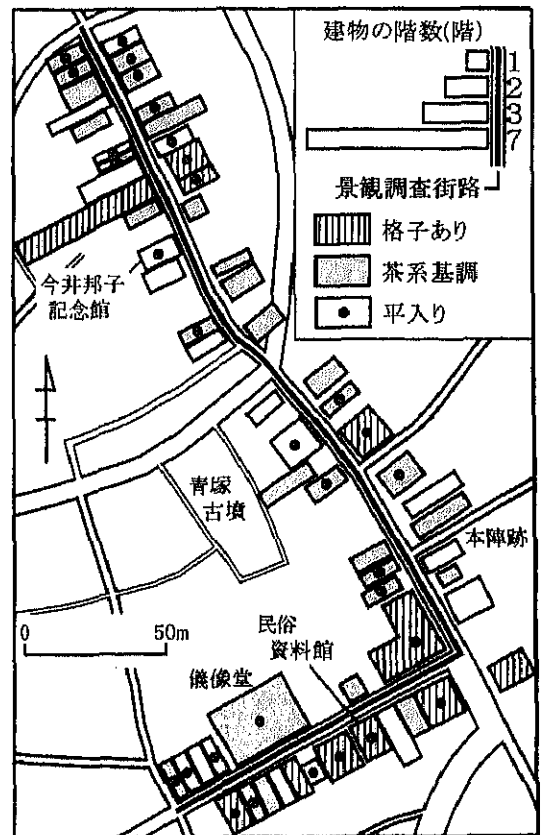 建物の階数(階)
1
2
3
7
景観調査街路
格子あり
茶系基調
平入り
今井邦子
記念館
青塚
古墳
本陣跡
0 50m
民俗
資料館
儀像堂